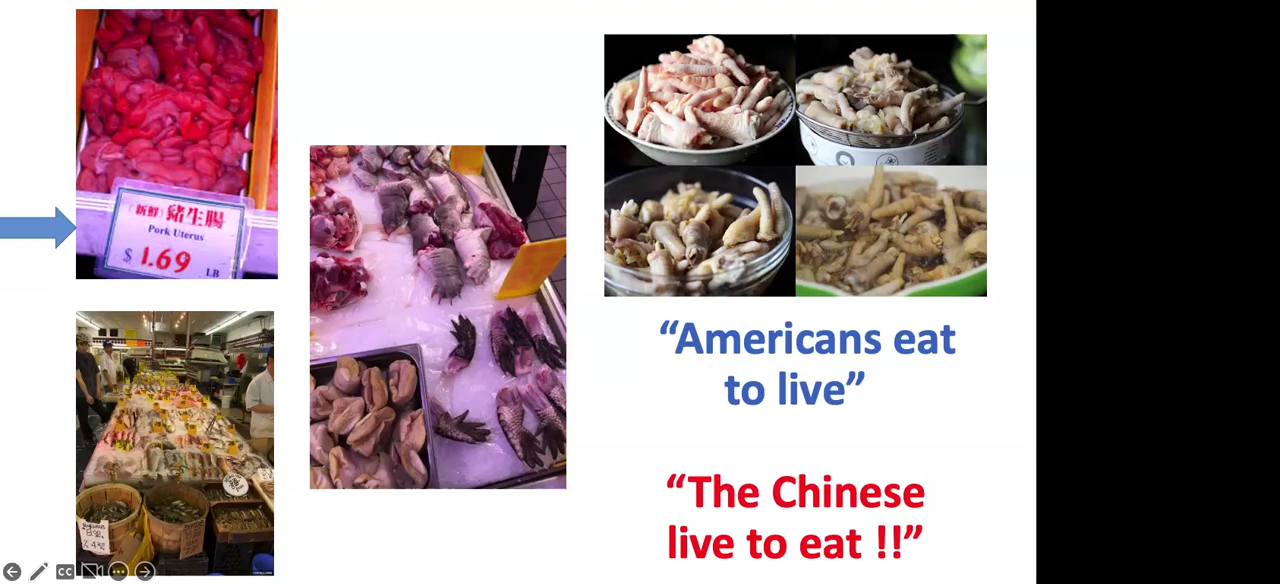 (新鮮) 豬生腸
Pork Uterus
$ 1.69 LB
“Americans eat
to live”
“The Chinese
live to eat !!”
CC